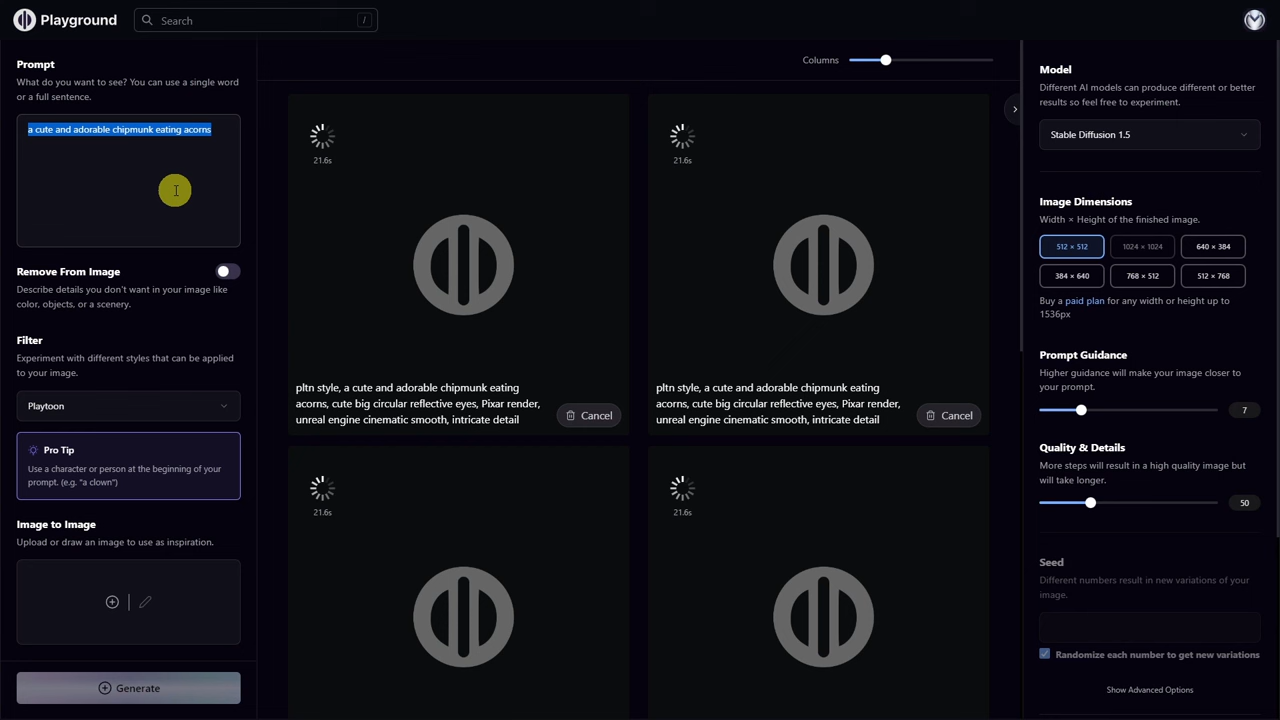 Playground
Search
/
Prompt
What do you want to see? You can use a single word
or a full sentence.
a cute and adorable chipmunk eating acorns
Remove From Image
Describe details you don't want in your image like
color, objects, or a scenery.
Filter
Experiment with different styles that can be applied
to your image.
Playtoon
Pro Tip
Use a character or person at the beginning of your
prompt. (e.g. "a clown")
Image to Image
Upload or draw an image to use as inspiration.
Generate
Columns
21.6s
21.6s
pltn style, a cute and adorable chipmunk eating
acorns, cute big circular reflective eyes, Pixar render,
unreal engine cinematic smooth, intricate detail
Cancel
pltn style, a cute and adorable chipmunk eating
acorns, cute big circular reflective eyes, Pixar render,
unreal engine cinematic smooth, intricate detail
Cancel
21.6s
21.6s
Model
Different AI models can produce different or better
results so feel free to experiment.
Stable Diffusion 1.5
Image Dimensions
Width × Height of the finished image.
512 × 512
1024 × 1024
640 × 384
384 × 640
768 × 512
512 × 768
Buy a paid plan for any width or height up to
1536px
Prompt Guidance
Higher guidance will make your image closer to
your prompt.
7
Quality & Details
More steps will result in a high quality image but
will take longer.
50
Seed
Different numbers result in new variations of your
image.
Randomize each number to get new variations
Show Advanced Options